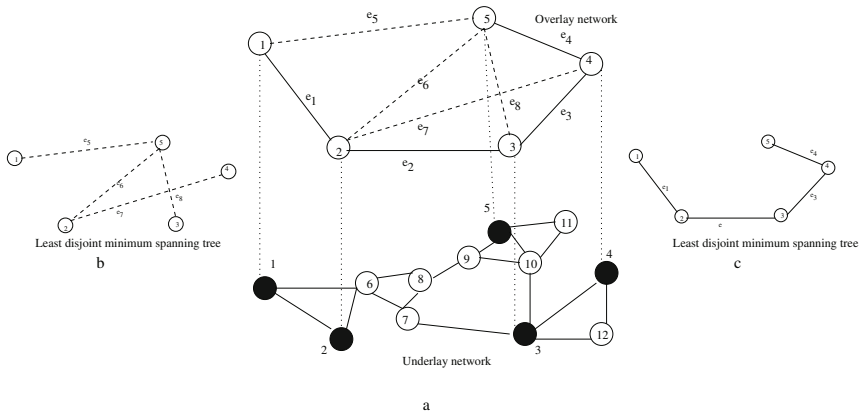 Overlay network
e5
5
1
e4
4
e1
e6
e8
e3
e7
2
3
e2
e5
5
1
4
e6
e8
e7
2
3
Least disjoint minimum spanning tree
b
5
e4
1
4
e1
e3
2
3
e
Least disjoint minimum spanning tree
c
5
11
4
1
9
10
8
6
7
2
3
12
Underlay network
a